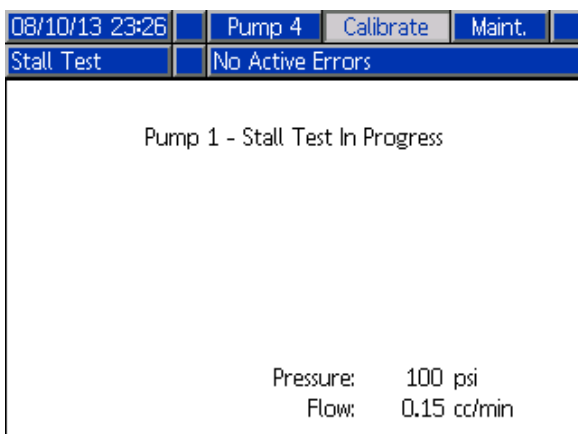 08/10/13 23:26 Pump 4 Calibrate Maint.
Stall Test No Active Errors
Pump 1 - Stall Test In Progress
Pressure: 100 psi
Flow: 0.15 cc/min